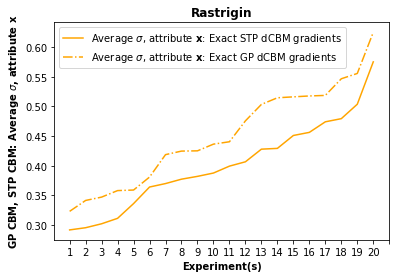 Rastrigin
Average σ, attribute x: Exact STP dCBM gradients
Average σ, attribute x: Exact GP dCBM gradients
GP CBM, STP CBM: Average σ, attribute x
0.60
0.55
0.50
0.45
0.40
0.35
0.30
1 2 3 4 5 6 7 8 9 10 11 12 13 14 15 16 17 18 19 20
Experiment(s)